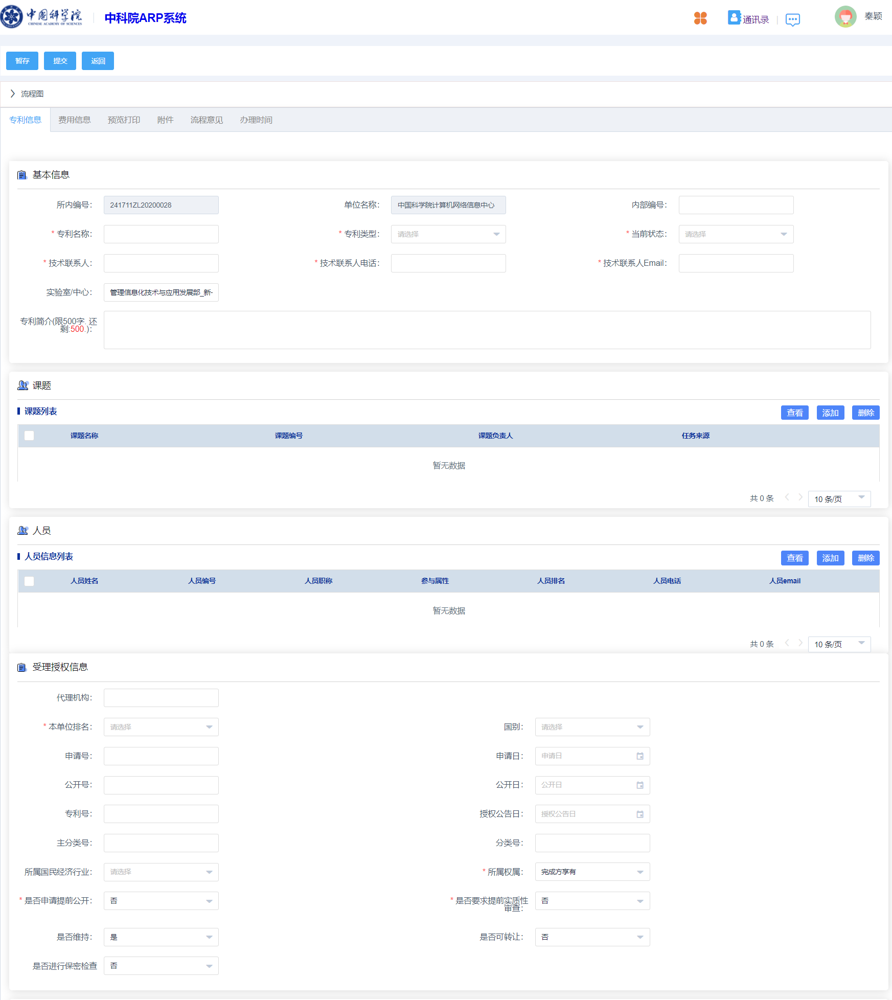 中国科学院
CHINESE ACADEMY OF SCIENCES
中科院ARP系统
通讯录
秦颖
暂存 提交 返回
流程图
专利信息 费用信息 预览打印 附件 流程意见 办理时间
基本信息
所内编号: 241711ZL20200028 单位名称: 中国科学院计算机网络信息中心 内部编号:
* 专利名称: * 专利类型: 请选择 * 当前状态: 请选择
* 技术联系人: * 技术联系人电话: * 技术联系人Email:
实验室/中心: 管理信息化技术与应用发展部_新-
专利简介(限500字. 还
剩:500.):
课题
课题列表 查看 添加 删除
课题名称 课题编号 课题负责人 任务来源
暂无数据
共 0 条 10 条/页
人员
人员信息列表 查看 添加 删除
人员姓名 人员编号 人员职称 参与属性 人员排名 人员电话 人员email
暂无数据
共 0 条 10 条/页
受理授权信息
代理机构:
* 本单位排名: 请选择 国别: 请选择
申请号: 申请日: 申请日
公开号: 公开日: 公开日
专利号: 授权公告日: 授权公告日
主分类号: 分类号:
所属国民经济行业: 请选择 * 所属权属: 完成方享有
* 是否申请提前公开: 否 * 是否要求提前实质性
审查: 否
是否维持: 是 是否可转让: 否
是否进行保密检查 否